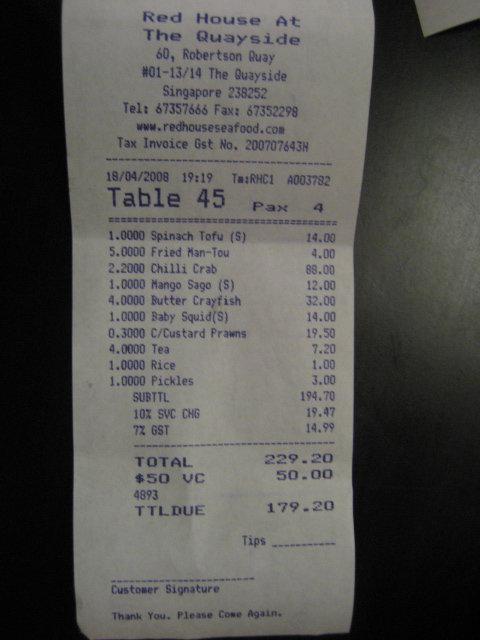 Red House At
The Quayside
60, Robertson Quay
#01-13/14 The Quayside
Singapore 238252
Tel: 67357666 Fax: 67352298
www.redhouseseafood.com
Tax Invoice Gst No. 200707643H
18/04/2008 19:19 Tm:RHC1 A003782
Table 45 Pax 4
1.0000 Spinach Tofu (S) 14.00
5.0000 Fried Man-Tou 4.00
2.2000 Chilli Crab 88.00
1.0000 Mango Sago (S) 12.00
4.0000 Butter Crayfish 32.00
1.0000 Baby Squid(S) 14.00
0.3000 C/Custard Prawns 19.50
4.0000 Tea 7.20
1.0000 Rice 1.00
1.0000 Pickles 3.00
SUBTTL 194.70
10% SVC CHG 19.47
7% GST 14.99
TOTAL 229.20
$50 VC 50.00
4893
TTLDUE 179.20
Tips __________
Customer Signature
Thank You. Please Come Again.